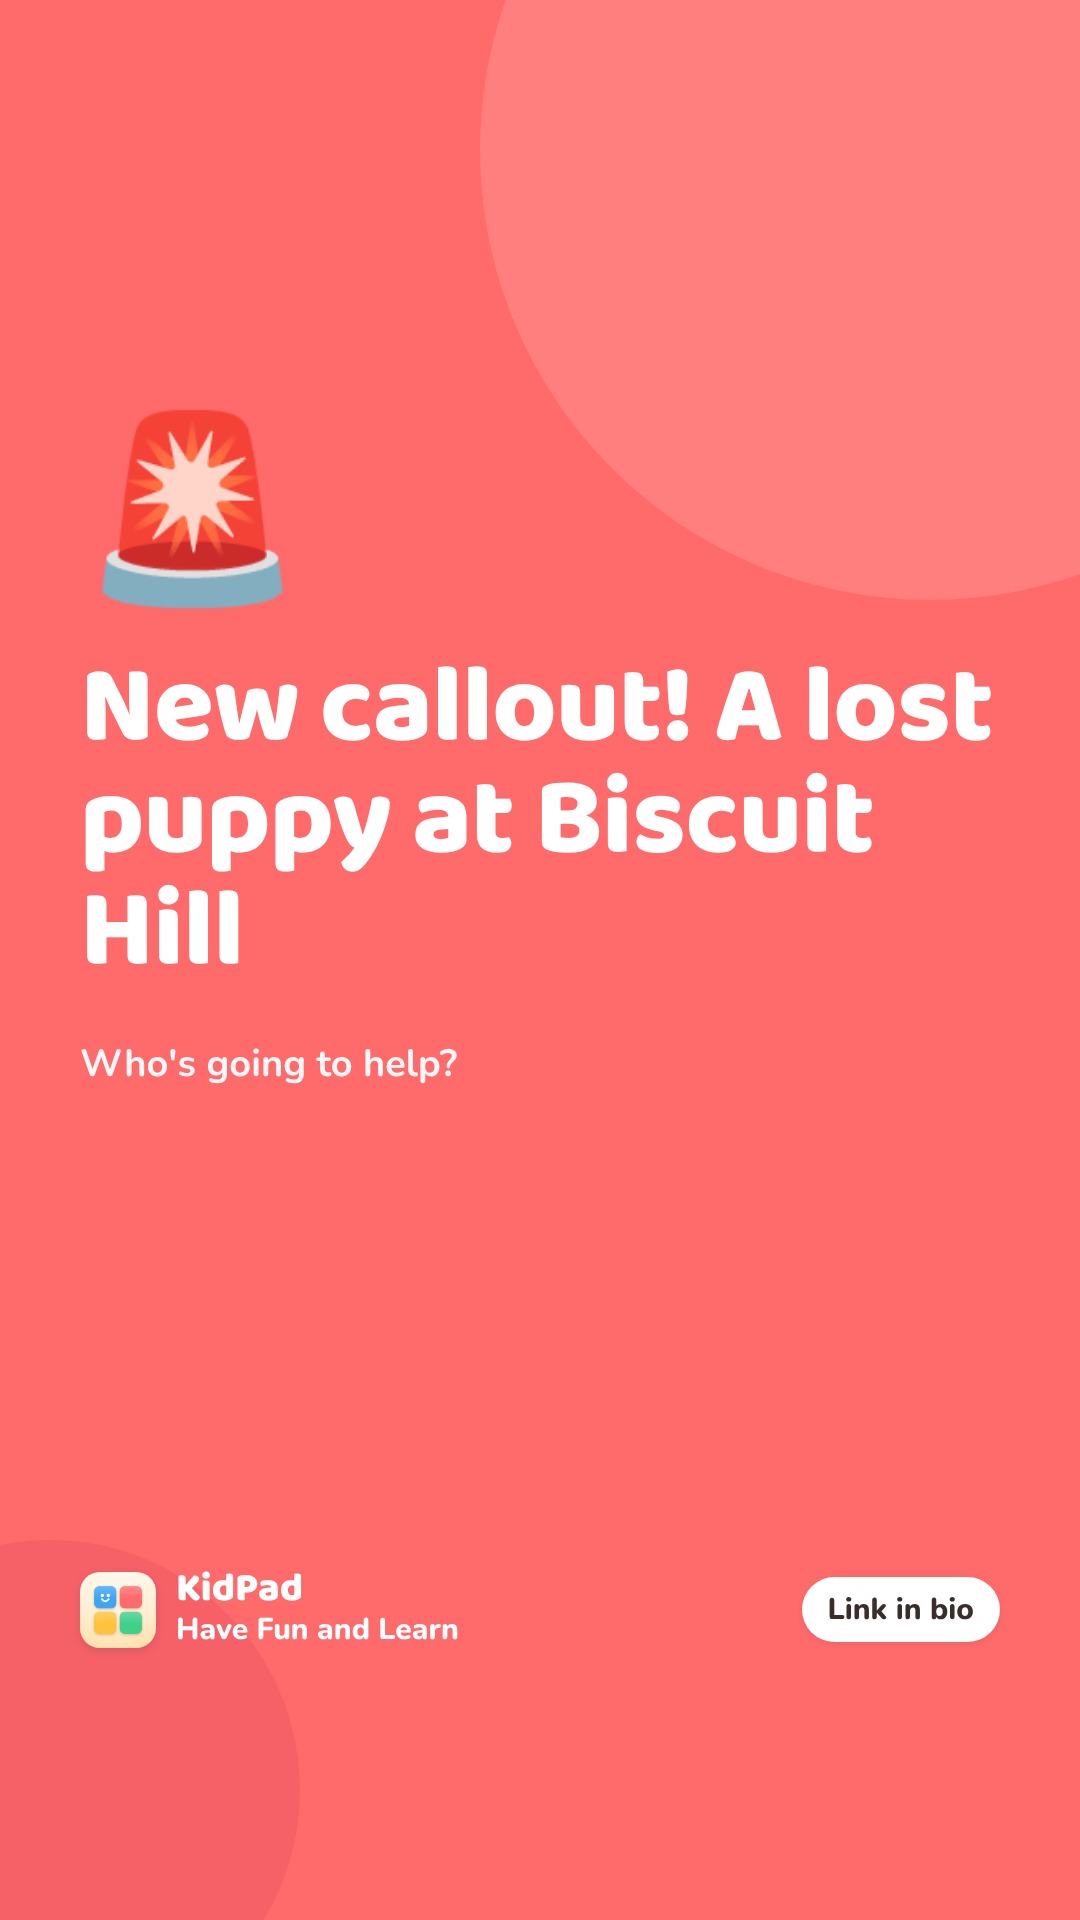 New callout! A lost
puppy at Biscuit
Hill
Who's going to help?
KidPad
Have Fun and Learn
Link in bio